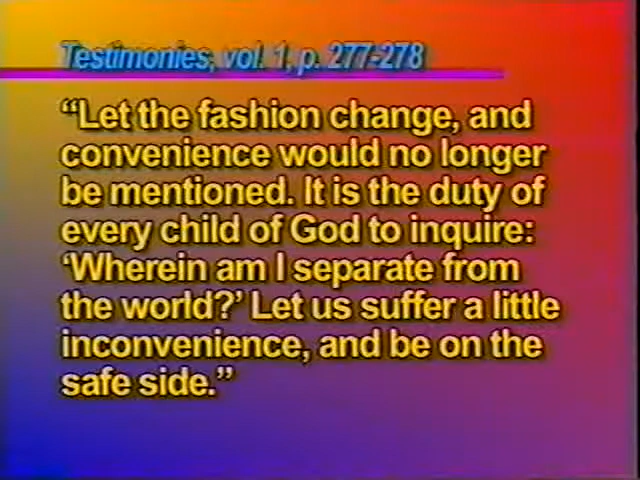 Testimonies, vol. 1, p. 277-278
“Let the fashion change, and
convenience would no longer
be mentioned. It is the duty of
every child of God to inquire:
‘Wherein am I separate from
the world?’ Let us suffer a little
inconvenience, and be on the
safe side.”